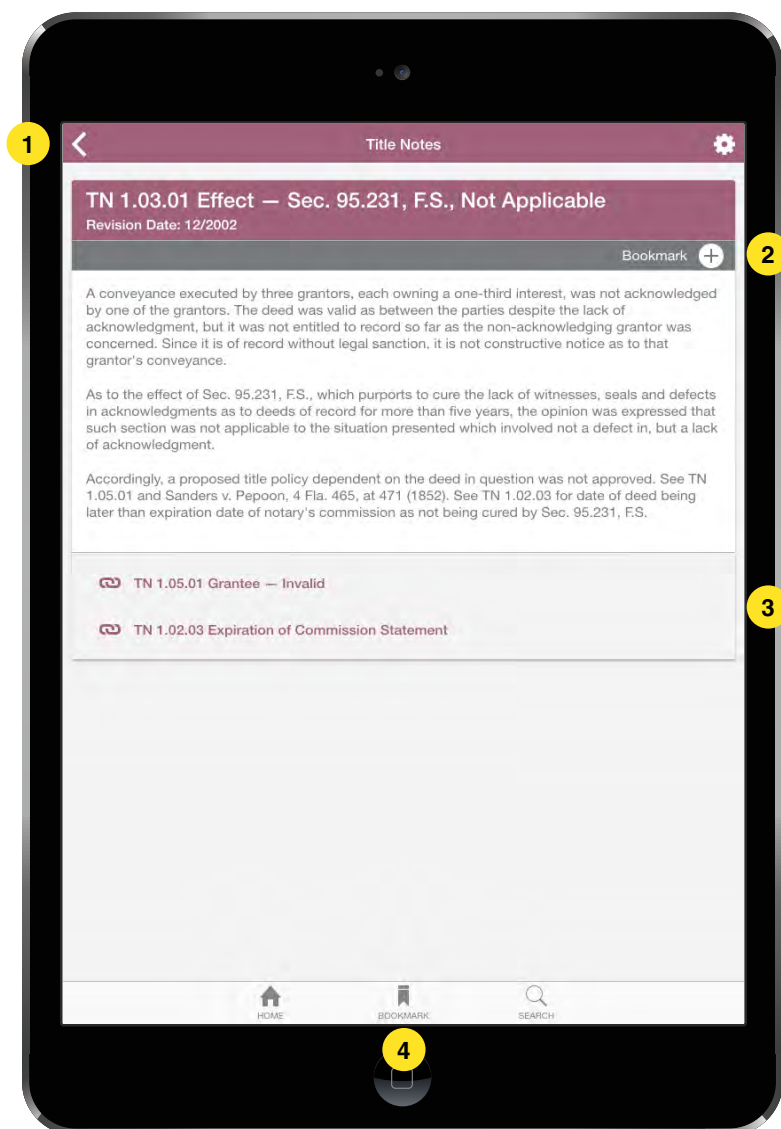 1
Title Notes
TN 1.03.01 Effect — Sec. 95.231, F.S., Not Applicable
Revision Date: 12/2002
Bookmark
2
A conveyance executed by three grantors, each owning a one-third interest, was not acknowledged
by one of the grantors. The deed was valid as between the parties despite the lack of
acknowledgment, but it was not entitled to record so far as the non-acknowledging grantor was
concerned. Since it is of record without legal sanction, it is not constructive notice as to that
grantor's conveyance.
As to the effect of Sec. 95.231, F.S., which purports to cure the lack of witnesses, seals and defects
in acknowledgments as to deeds of record for more than five years, the opinion was expressed that
such section was not applicable to the situation presented which involved not a defect in, but a lack
of acknowledgment.
Accordingly, a proposed title policy dependent on the deed in question was not approved. See TN
1.05.01 and Sanders v. Pepoon, 4 Fla. 465, at 471 (1852). See TN 1.02.03 for date of deed being
later than expiration date of notary's commission as not being cured by Sec. 95.231, F.S.
TN 1.05.01 Grantee — Invalid
3
TN 1.02.03 Expiration of Commission Statement
HOME
BOOKMARK
SEARCH
4